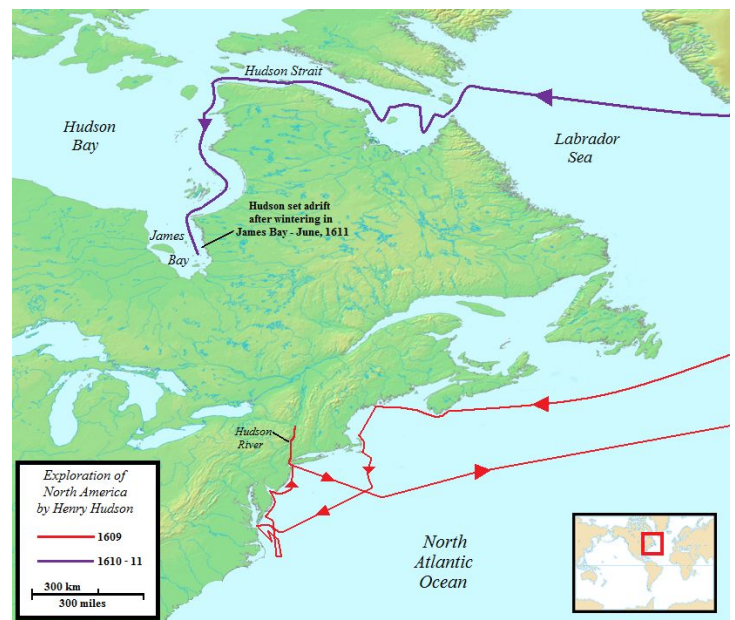 Hudson Strait
Hudson
Bay
Labrador
Sea
Hudson set adrift
after wintering in
James Bay - June, 1611
James
Bay
Hudson
River
Exploration of
North America
by Henry Hudson
1609
1610 - 11
300 km
300 miles
North
Atlantic
Ocean